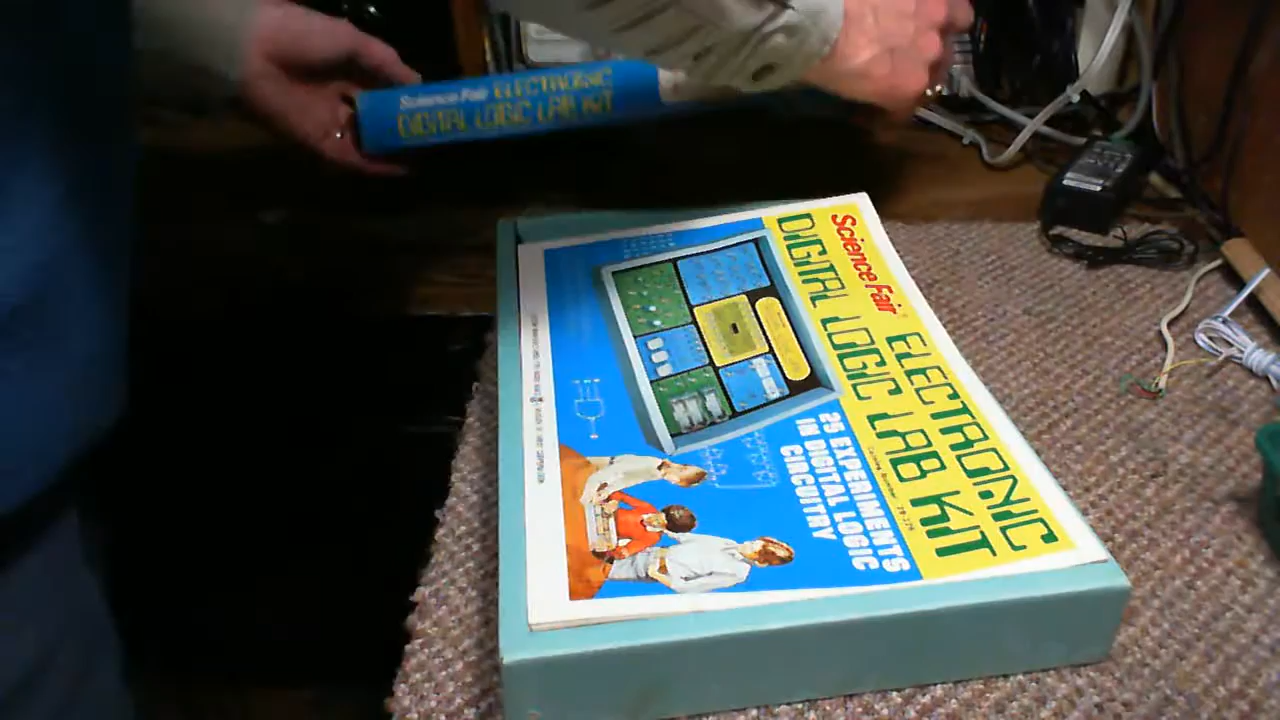 Science Fair ELECTRONIC
DIGITAL LOGIC LAB KIT
Science Fair
ELECTRONIC
DIGITAL LOGIC LAB KIT
25 EXPERIMENTS
IN DIGITAL LOGIC
CIRCUITRY